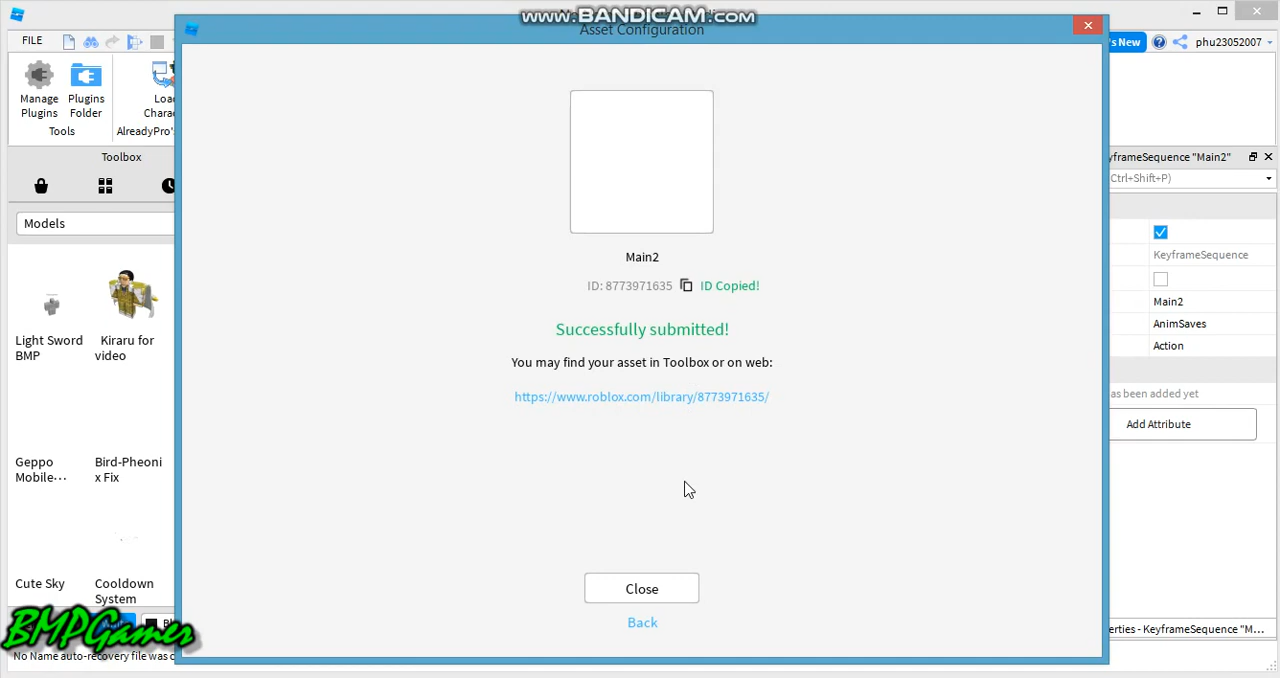 www.BANDICAM.com
Asset Configuration
FILE
's New
phu23052007
Manage
Plugins
Plugins
Folder
Tools
Loa
Chara
AlreadyPro's
Toolbox
Models
Light Sword
BMP
Kiraru for
video
Geppo
Mobile···
Bird-Pheoni
x Fix
Cute Sky
Cooldown
System
BMPGamer
No Name auto-recovery file was c
Main2
ID: 8773971635
ID Copied!
Successfully submitted!
You may find your asset in Toolbox or on web:
https://www.roblox.com/library/8773971635/
Close
Back
yframeSequence "Main2"
Ctrl+Shift+P)
KeyframeSequence
Main2
AnimSaves
Action
as been added yet
Add Attribute
erties - KeyframeSequence "M...